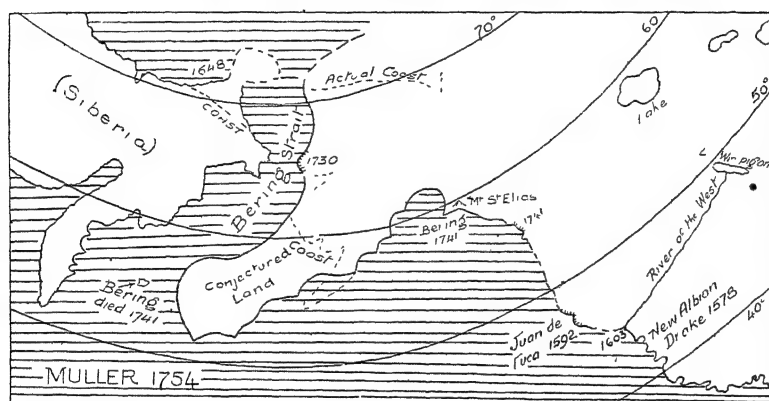 70°
60
50°
1648
Actual Coast
(Siberia)
Coast
Lake
Bering Strait
1730
L Winipigon
Mt St Elias
Bering
1741
1741
River of the West
Conjectured
Land
Coast
Bering
died 1741
Juan de
Fuca 1592
1603
New Albion
Drake 1578
40°
MULLER 1754